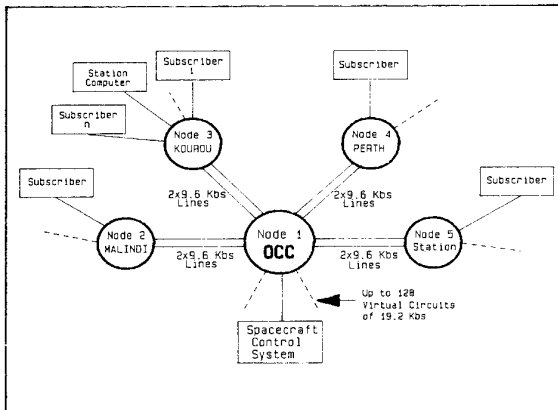 Subscriber
1
Subscriber
Station
Computer
Subscriber
n
Node 3
KOUROU
Node 4
PERTH
Subscriber
Subscriber
2x9.6 Kbs
Lines
2x9.6 Kbs
Lines
Node 2
MALINDI
Node 1
OCC
Node 5
Station
2x9.6 Kbs
Lines
2x9.6 Kbs
Lines
Up to 128
Virtual Circuits
of 19.2 Kbs
Spacecraft
Control
System